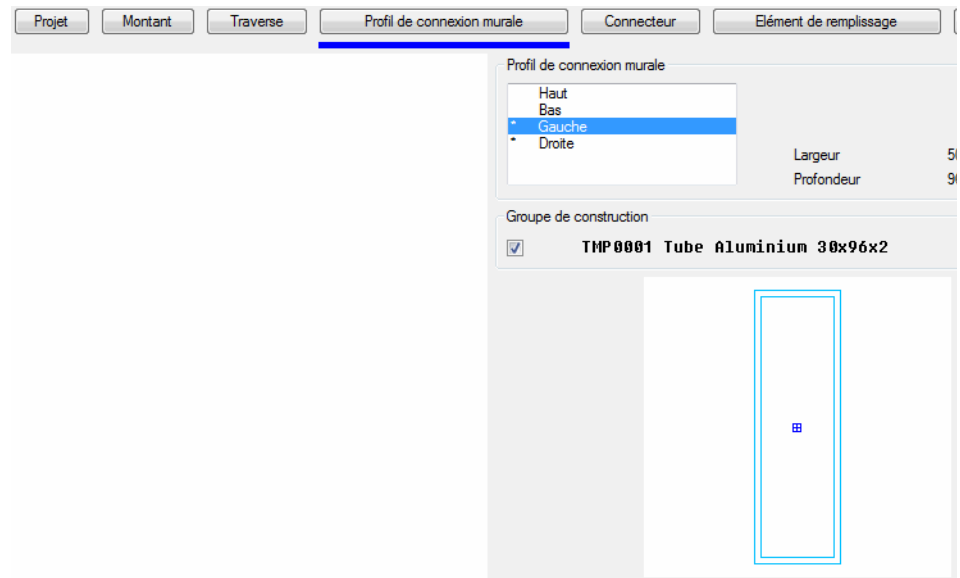 Projet Montant Traverse Profil de connexion murale Connecteur Elément de remplissage
Profil de connexion murale
Haut
Bas
* Gauche
* Droite
Largeur
Profondeur
Groupe de construction
TMP0001 Tube Aluminium 30x96x2